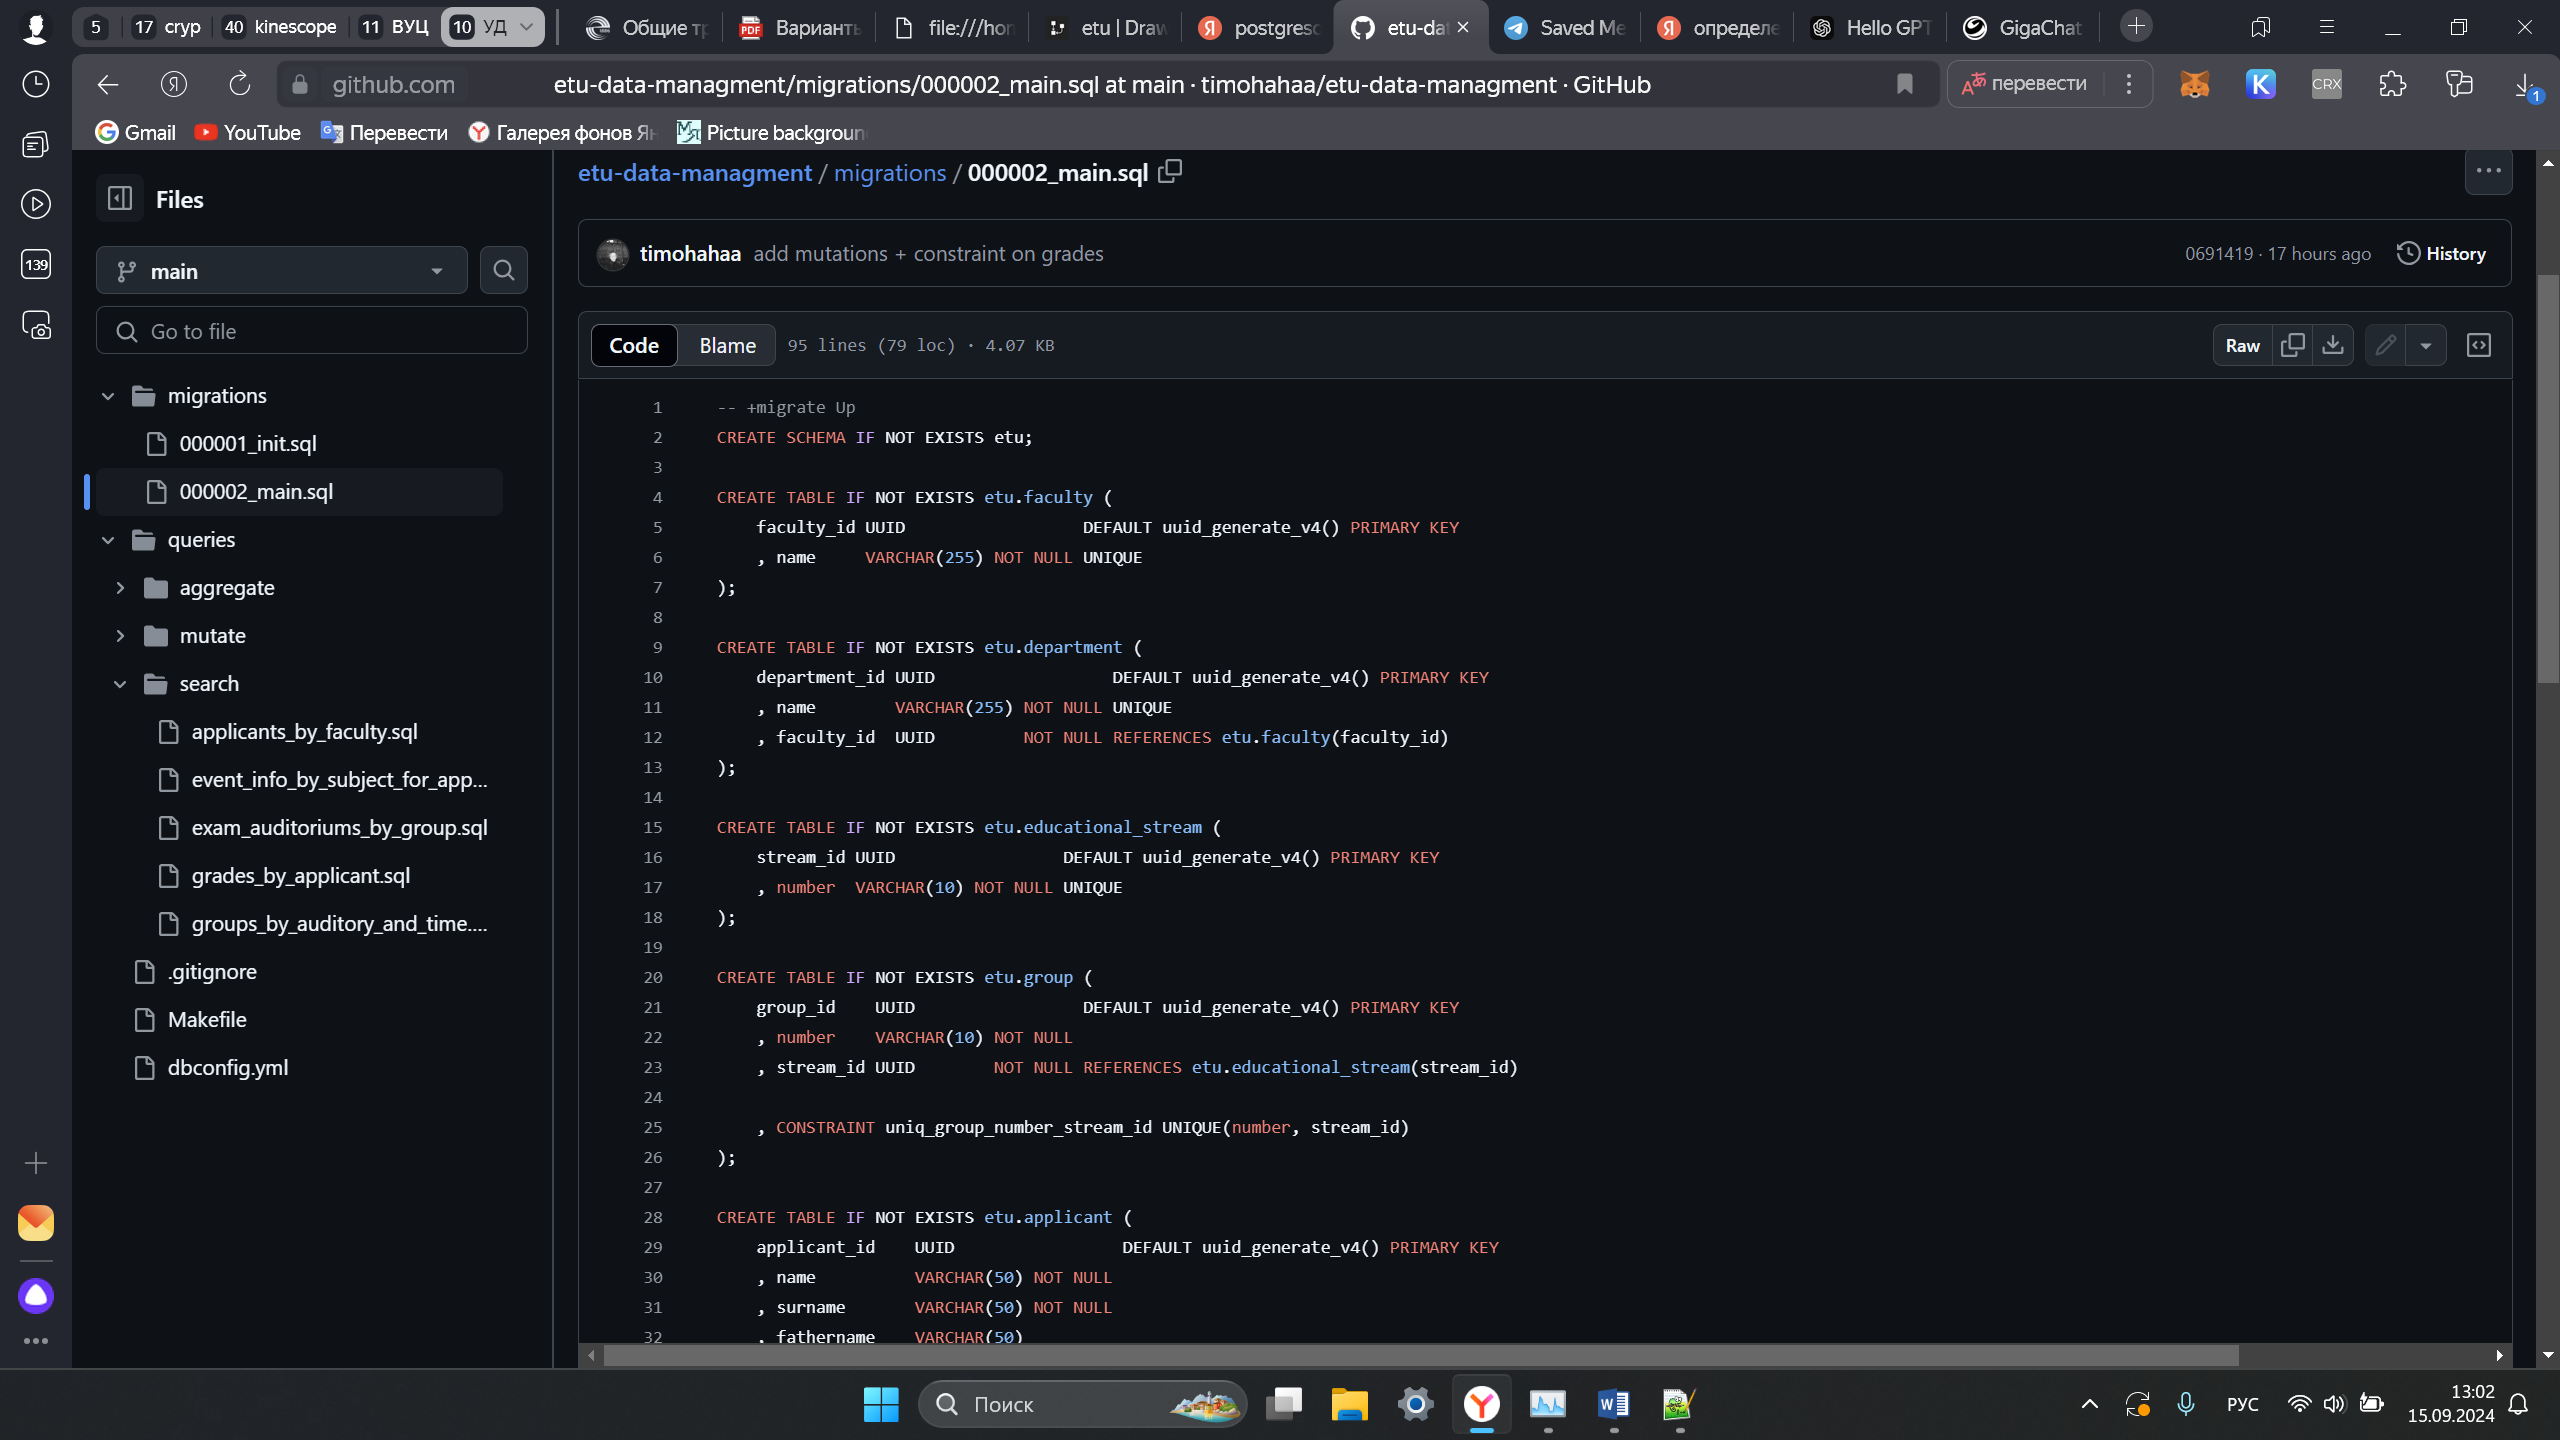 5 17 cryp 40 kinescope 11 ВУЦ 10 УД Общие тр Варианть file:///hon etu | Draw postgresc etu-dat Saved Me определе Hello GPT GigaChat
github.com etu-data-managment/migrations/000002_main.sql at main · timohahaa/etu-data-managment · GitHub перевести CRX 1
Gmail YouTube Перевести Галерея фонов Ян Picture backgroun
139
Files
main
Go to file
migrations
000001_init.sql
000002_main.sql
queries
aggregate
mutate
search
applicants_by_faculty.sql
event_info_by_subject_for_app...
exam_auditoriums_by_group.sql
grades_by_applicant.sql
groups_by_auditory_and_time....
.gitignore
Makefile
dbconfig.yml
etu-data-managment / migrations / 000002_main.sql
timohahaa add mutations + constraint on grades 0691419 · 17 hours ago History
Code Blame 95 lines (79 loc) · 4.07 KB Raw
1 -- +migrate Up
2 CREATE SCHEMA IF NOT EXISTS etu;
3
4 CREATE TABLE IF NOT EXISTS etu.faculty (
5 faculty_id UUID DEFAULT uuid_generate_v4() PRIMARY KEY
6 , name VARCHAR(255) NOT NULL UNIQUE
7 );
8
9 CREATE TABLE IF NOT EXISTS etu.department (
10 department_id UUID DEFAULT uuid_generate_v4() PRIMARY KEY
11 , name VARCHAR(255) NOT NULL UNIQUE
12 , faculty_id UUID NOT NULL REFERENCES etu.faculty(faculty_id)
13 );
14
15 CREATE TABLE IF NOT EXISTS etu.educational_stream (
16 stream_id UUID DEFAULT uuid_generate_v4() PRIMARY KEY
17 , number VARCHAR(10) NOT NULL UNIQUE
18 );
19
20 CREATE TABLE IF NOT EXISTS etu.group (
21 group_id UUID DEFAULT uuid_generate_v4() PRIMARY KEY
22 , number VARCHAR(10) NOT NULL
23 , stream_id UUID NOT NULL REFERENCES etu.educational_stream(stream_id)
24
25 , CONSTRAINT uniq_group_number_stream_id UNIQUE(number, stream_id)
26 );
27
28 CREATE TABLE IF NOT EXISTS etu.applicant (
29 applicant_id UUID DEFAULT uuid_generate_v4() PRIMARY KEY
30 , name VARCHAR(50) NOT NULL
31 , surname VARCHAR(50) NOT NULL
32 , fathername VARCHAR(50)
Поиск
РУС
13:02
15.09.2024